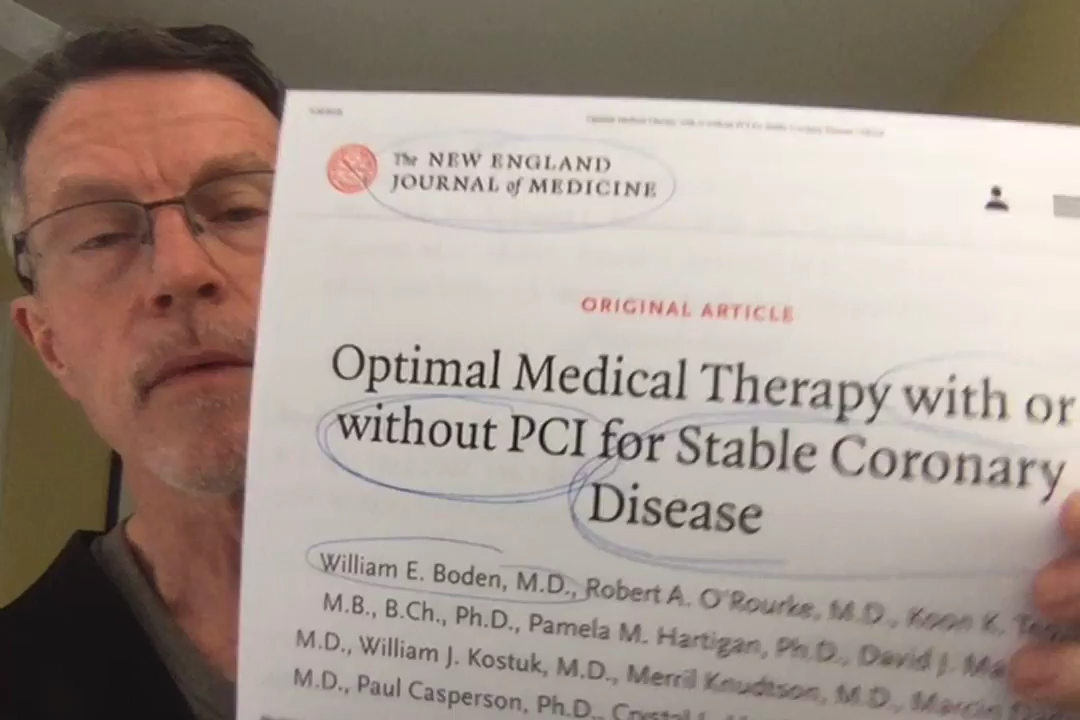 The NEW ENGLAND
JOURNAL of MEDICINE
ORIGINAL ARTICLE
Optimal Medical Therapy with or
without PCI for Stable Coronary
Disease
William E. Boden, M.D., Robert A. O'Rourke, M.D., Koon K.
M.B., B.Ch., Ph.D., Pamela M. Hartigan, Ph.D., David J.
M.D., William J. Kostuk, M.D., Merril Knudtson, M.D., Marcin
M.D., Paul Casperson, Ph.D.,